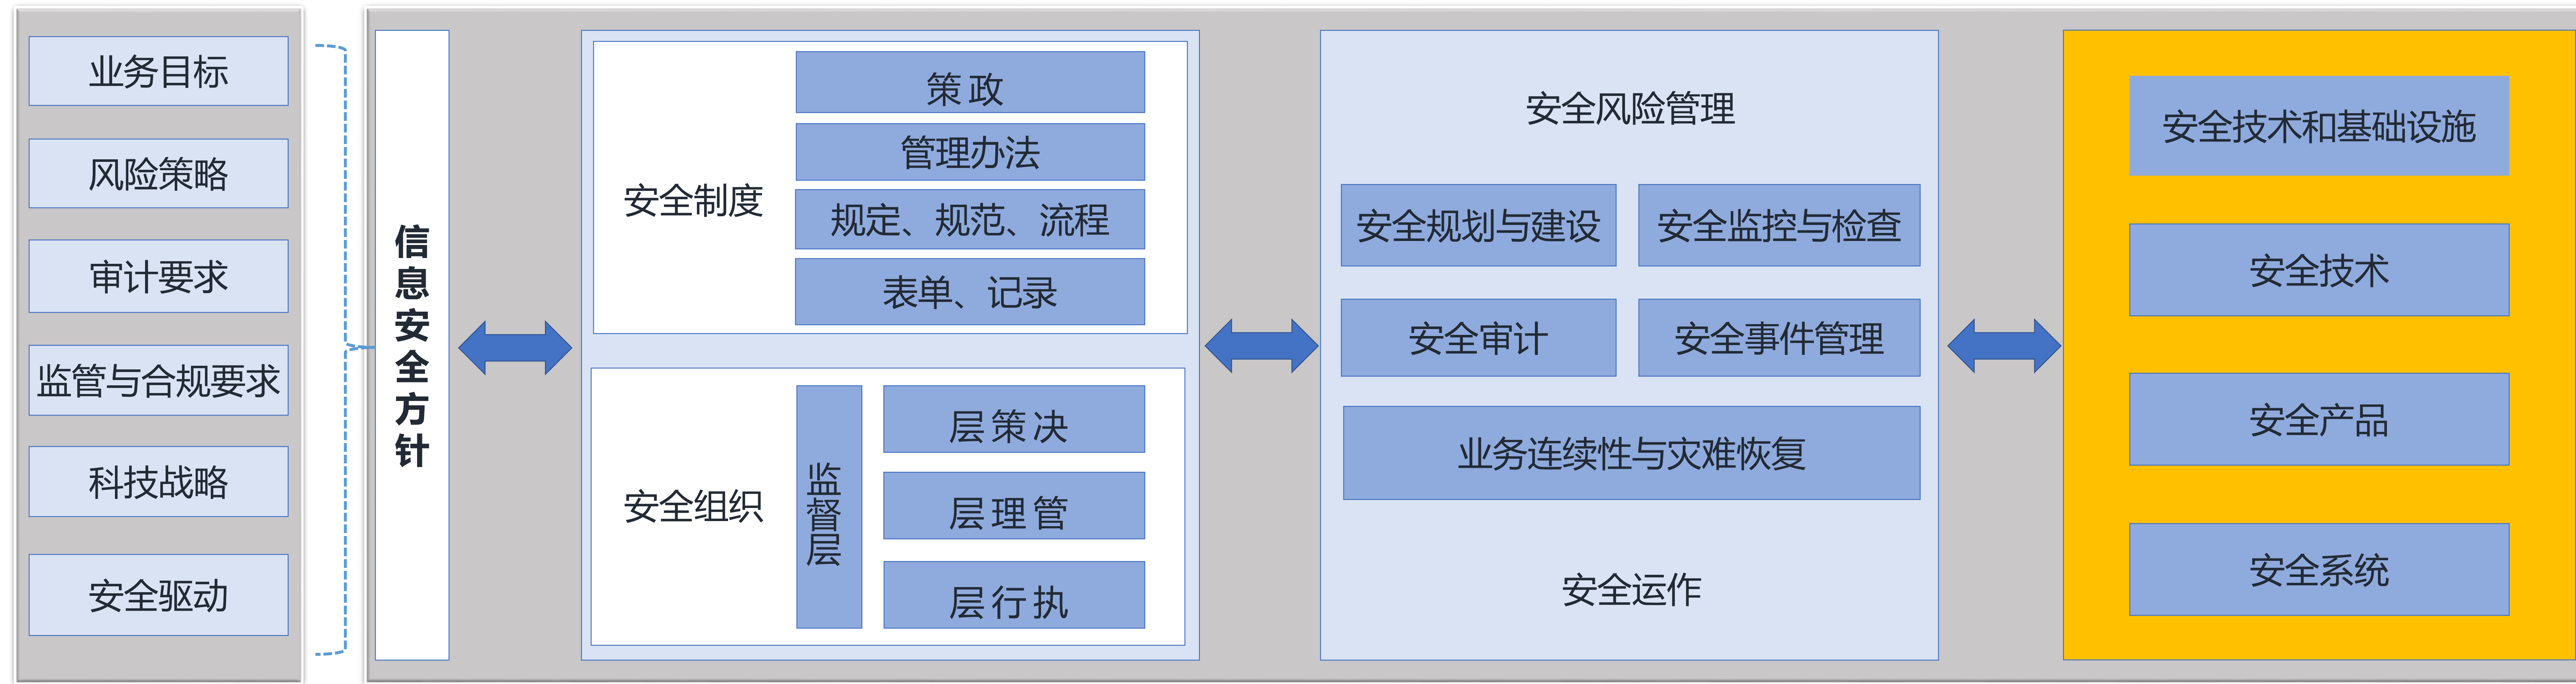 业务目标
风险策略
审计要求
监管与合规要求
科技战略
安全驱动
信息安全方针
安全制度
策政
管理办法
规定、规范、流程
表单、记录
安全组织
监督层
层策决
层理管
层行执
安全风险管理
安全规划与建设
安全监控与检查
安全审计
安全事件管理
业务连续性与灾难恢复
安全运作
安全技术和基础设施
安全技术
安全产品
安全系统